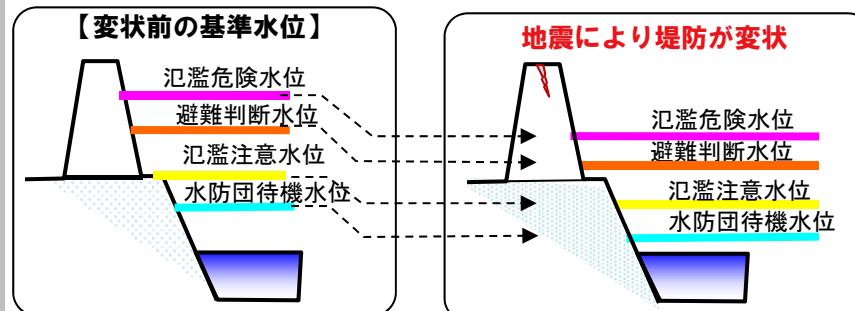 【変状前の基準水位】
氾濫危険水位
避難判断水位
氾濫注意水位
水防団待機水位
地震により堤防が変状
氾濫危険水位
避難判断水位
氾濫注意水位
水防団待機水位